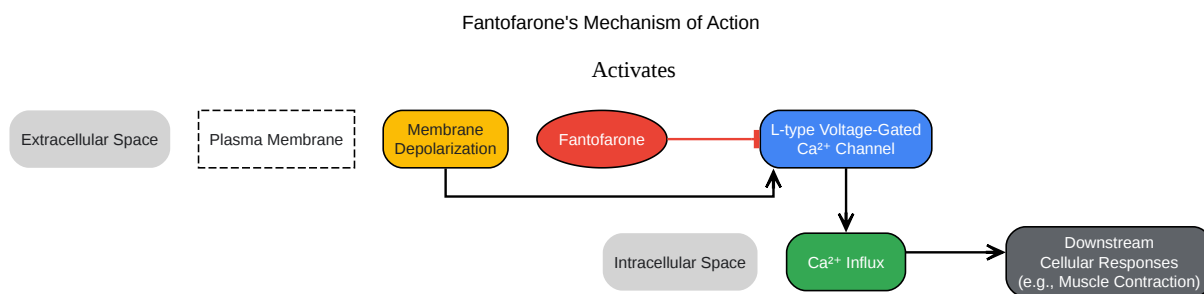 Fantofarone's Mechanism of Action
Activates
Extracellular Space
Plasma Membrane
Membrane
Depolarization
Fantofarone
L-type Voltage-Gated
Ca²⁺ Channel
Intracellular Space
Ca²⁺ Influx
Downstream
Cellular Responses
(e.g., Muscle Contraction)